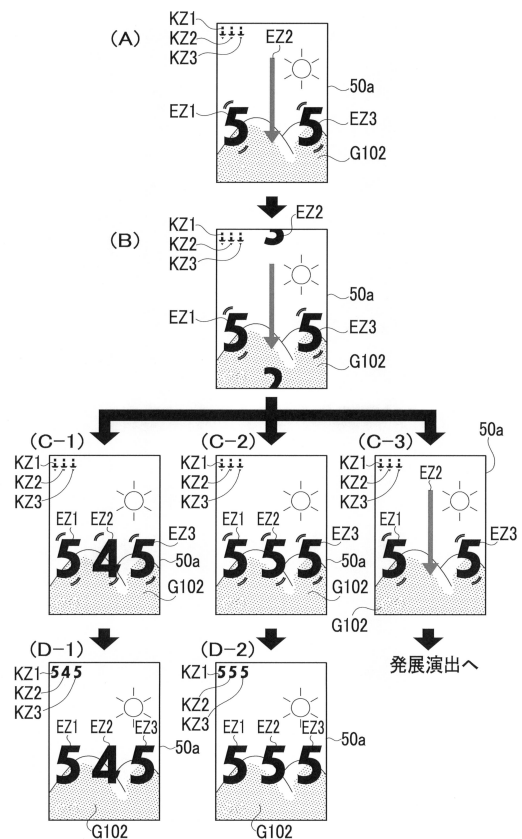 (A)
KZ1
KZ2
KZ3
EZ2
50a
EZ1
5
5
EZ3
G102
(B)
KZ1
KZ2
KZ3
3
EZ2
50a
EZ1
5
5
EZ3
G102
2
(C-1)
KZ1
KZ2
KZ3
EZ1
EZ2
EZ3
5 4 5
50a
G102
(C-2)
KZ1
KZ2
KZ3
EZ1
EZ2
EZ3
5 5 5
50a
G102
(C-3)
50a
KZ1
KZ2
KZ3
EZ2
EZ1
EZ3
5
5
G102
発展演出へ
(D-1)
KZ1 545
KZ2
KZ3
EZ1 EZ2 EZ3
5 4 5
50a
G102
(D-2)
KZ1 555
KZ2
KZ3
EZ1 EZ2 EZ3
5 5 5
50a
G102